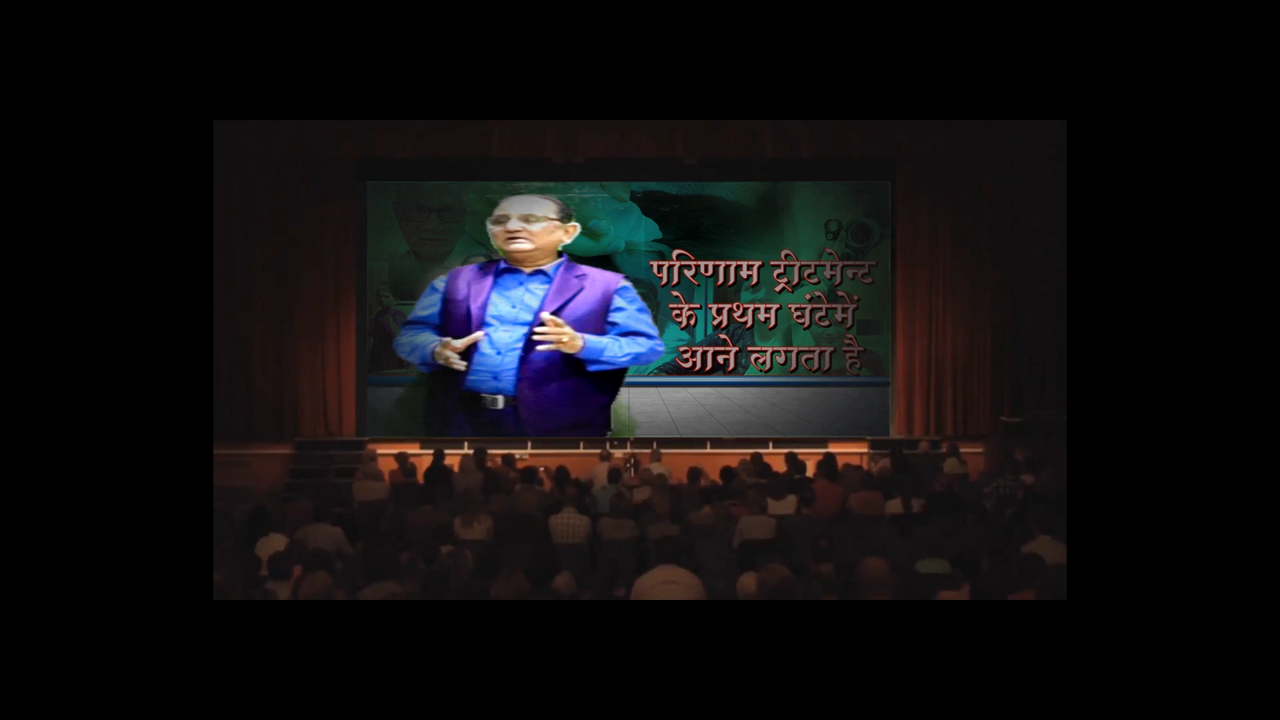 परिणाम ट्रीटमेन्ट
के प्रथम घंटेमें
आने लगता है